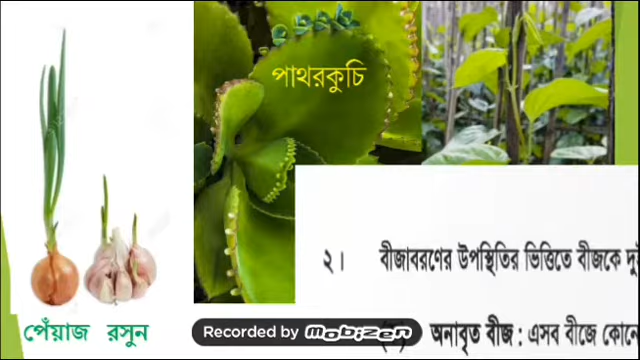 পাথরকুচি
২। বীজাবরণের উপস্থিতির ভিত্তিতে বীজকে
অনাবৃত বীজ : এসব বীজে
পেঁয়াজ রসুন
Recorded by mobizen